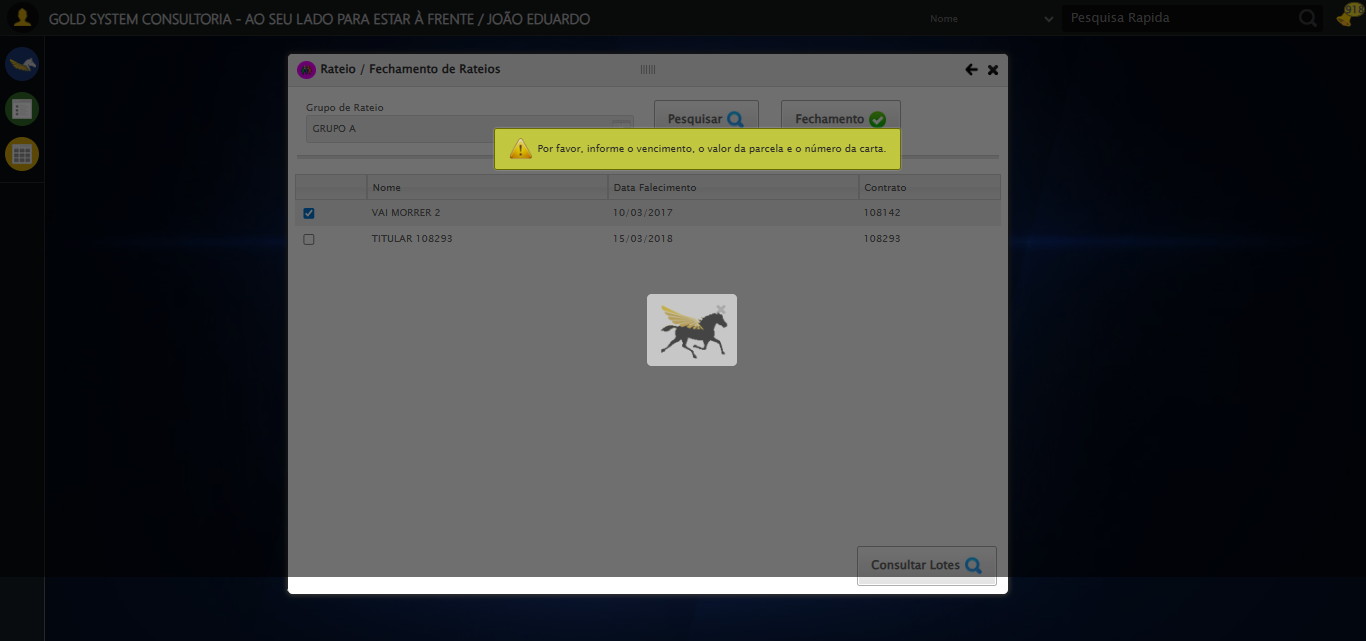 GOLD SYSTEM CONSULTORIA - AO SEU LADO PARA ESTAR À FRENTE / JOÃO EDUARDO
Nome
Pesquisa Rapida
918
Rateio / Fechamento de Rateios
Grupo de Rateio
GRUPO A
Pesquisar
Fechamento
Por favor, informe o vencimento, o valor da parcela e o número da carta.
Nome Data Falecimento Contrato
VAI MORRER 2 10/03/2017 108142
TITULAR 108293 15/03/2018 108293
Consultar Lotes